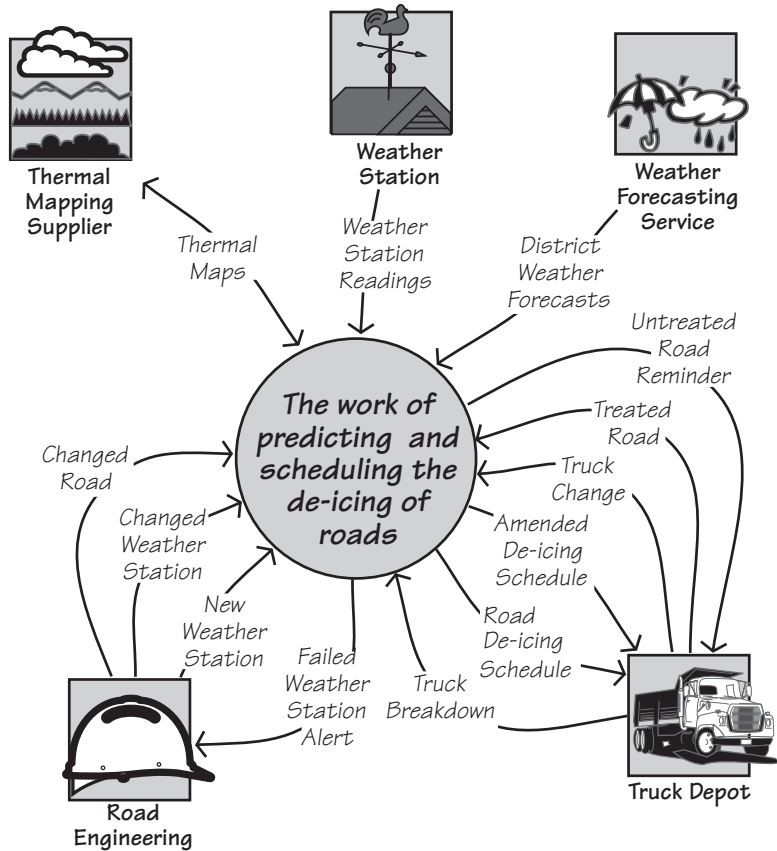 Thermal
Mapping
Supplier
Weather
Station
Weather
Forecasting
Service
Thermal
Maps
Weather
Station
Readings
District
Weather
Forecasts
Untreated
Road
Reminder
Treated
Road
Truck
Change
The work of
predicting and
scheduling the
de-icing of
roads
Changed
Road
Changed
Weather
Station
New
Weather
Station
Amended
De-icing
Schedule
Road
De-icing
Schedule
Failed
Weather
Station
Alert
Truck
Breakdown
Road
Engineering
Truck Depot